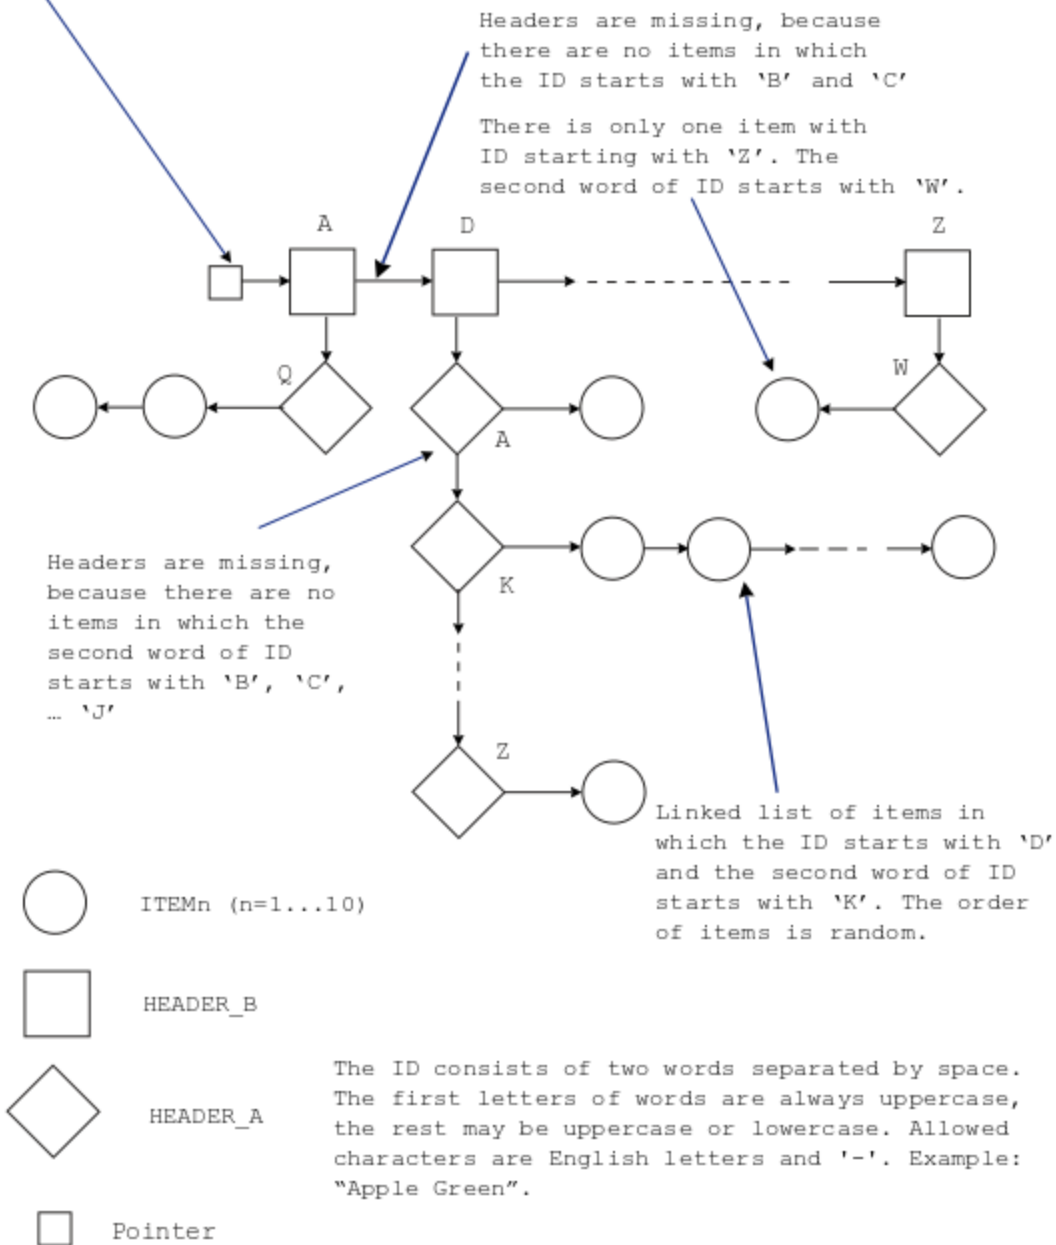 Headers are missing, because
there are no items in which
the ID starts with ‘B’ and ‘C’
There is only one item with
ID starting with ‘Z’. The
second word of ID starts with ‘W’.
A
D
Z
Q
A
W
K
Headers are missing,
because there are no
items in which the
second word of ID
starts with ‘B’, ‘C’,
… ‘J’
Z
Linked list of items in
which the ID starts with ‘D’
and the second word of ID
starts with ‘K’. The order
of items is random.
ITEMn (n=1...10)
HEADER_B
HEADER_A
The ID consists of two words separated by space.
The first letters of words are always uppercase,
the rest may be uppercase or lowercase. Allowed
characters are English letters and '-'. Example:
“Apple Green”.
Pointer